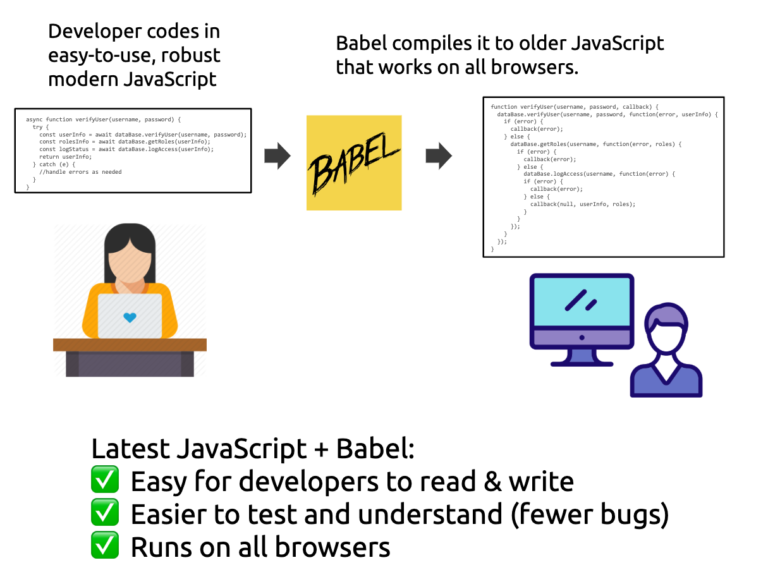 Developer codes in
easy-to-use, robust
modern JavaScript
Babel compiles it to older JavaScript
that works on all browsers.
async function verifyUser(username, password) {
try {
const userInfo = await dataBase.verifyUser(username, password);
const rolesInfo = await dataBase.getRoles(userInfo);
const logStatus = await dataBase.logAccess(userInfo);
return userInfo;
} catch (e) {
//handle errors as needed
}
}
BABEL
function verifyUser(username, password, callback) {
dataBase.verifyUser(username, password, function(error, userInfo) {
if (error) {
callback(error);
} else {
dataBase.getRoles(username, function(error, roles) {
if (error) {
callback(error);
} else {
dataBase.logAccess(username, function(error) {
if (error) {
callback(error);
} else {
callback(null, userInfo, roles);
}
}
});
}
});
}
Latest JavaScript + Babel:
✅ Easy for developers to read & write
✅ Easier to test and understand (fewer bugs)
✅ Runs on all browsers